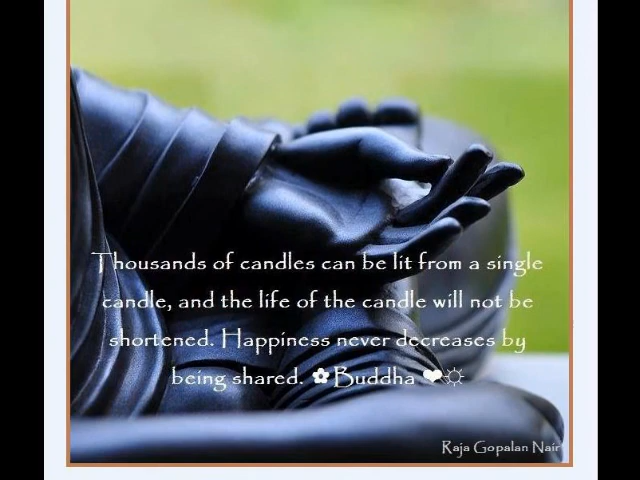 Thousands of candles can be lit from a single
candle, and the life of the candle will not be
shortened. Happiness never decreases by
being shared. ✿Buddha ❤☼
Raja Gopalan Nair